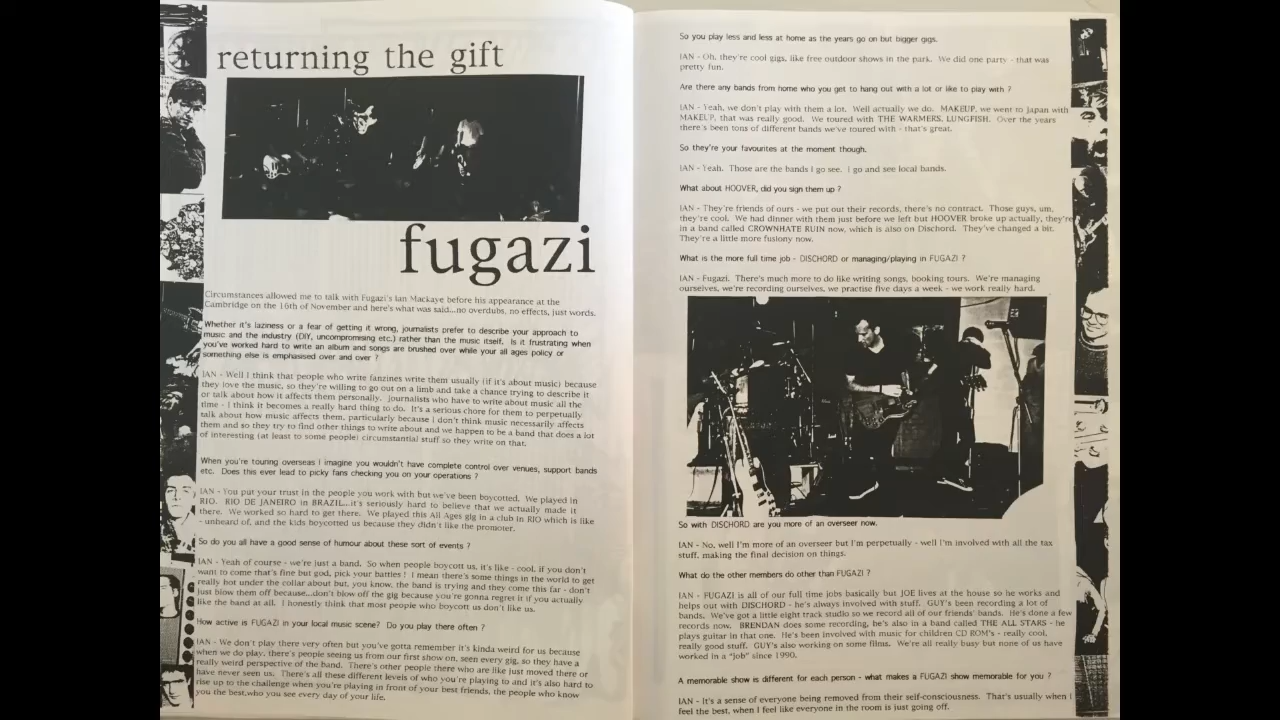 returning the gift
fugazi
Circumstances allowed me to talk with Fugazi's Ian Mackaye before his appearance at the
Cambridge on the 16th of November and here's what was said...no overdubs, no effects, just words.
Whether it's laziness or a fear of getting it wrong, journalists prefer to describe your approach to
music and the industry (DIY, uncompromising etc.) rather than the music itself. Is it frustrating when
you've worked hard to write an album and songs are brushed over while your all ages policy or
something else is emphasised over and over ?
IAN - Well I think that people who write fanzines write them usually (if it's about music) because
they love the music, so they're willing to go out on a limb and take a chance trying to describe it
or talk about how it affects them personally. Journalists who have to write about music all the
time - I think it becomes a really hard thing to do. It's a serious chore for them to perpetually
talk about how music affects them, particularly because I don't think music necessarily affects
them and so they try to find other things to write about and we happen to be a band that does a lot
of interesting (at least to some people) circumstantial stuff so they write on that.
When you're touring overseas I imagine you wouldn't have complete control over venues, support bands
etc. Does this ever lead to picky fans checking you on your operations ?
IAN - You put your trust in the people you work with but we've been boycotted. We played in
RIO. RIO DE JANEIRO in BRAZIL...it's seriously hard to believe that we actually made it
there. We worked so hard to get there. We played this All Ages gig in a club in RIO which is like
- unheard of, and the kids boycotted us because they didn't like the promoter.
So do you all have a good sense of humour about these sort of events ?
IAN - Yeah of course - we're just a band. So when people boycott us, it's like - cool, if you don't
want to come that's fine but god, pick your battles ! I mean there's some things in the world to get
really hot under the collar about but, you know, the band is trying and they come this far - don't
just blow them off because...don't blow off the gig because you're gonna regret it if you actually
like the band at all. I honestly think that most people who boycott us don't like us.
How active is FUGAZI in your local music scene? Do you play there often ?
IAN - We don't play there very often but you've gotta remember it's kinda weird for us because
when we do play, there's people seeing us from our first show on, seen every gig, so they have a
really weird perspective of the band. There's other people there who are like just moved there or
have never seen us. There's all these different levels of who you're playing to and it's also hard to
rise up to the challenge when you're playing in front of your best friends, the people who know
you the best,who you see every day of your life.
So you play less and less at home as the years go on but bigger gigs.
IAN - Oh, they're cool gigs, like free outdoor shows in the park. We did one party - that was
pretty fun.
Are there any bands from home who you get to hang out with a lot or like to play with ?
IAN - Yeah, we don't play with them a lot. Well actually we do. MAKEUP, we went to Japan with
MAKEUP, that was really good. We toured with THE WARMERS, LUNGFISH. Over the years
there's been tons of different bands we've toured with - that's great.
So they're your favourites at the moment though.
IAN - Yeah. Those are the bands I go see. I go and see local bands.
What about HOOVER, did you sign them up ?
IAN - They're friends of ours - we put out their records, there's no contract. Those guys, um,
they're cool. We had dinner with them just before we left but HOOVER broke up actually, they're
in a band called CROWNHATE RUIN now, which is also on Dischord. They've changed a bit.
They're a little more fusiony now.
What is the more full time job - DISCHORD or managing/playing in FUGAZI ?
IAN - Fugazi. There's much more to do like writing songs, booking tours. We're managing
ourselves, we're recording ourselves, we practise five days a week - we work really hard.
So with DISCHORD are you more of an overseer now.
IAN - No, well I'm more of an overseer but I'm perpetually - well I'm involved with all the tax
stuff, making the final decision on things.
What do the other members do other than FUGAZI ?
IAN - FUGAZI is all of our full time jobs basically but JOE lives at the house so he works and
helps out with DISCHORD - he's always involved with stuff. GUY's been recording a lot of
bands. We've got a little eight track studio so we record all of our friends' bands. He's done a few
records now. BRENDAN does some recording, he's also in a band called THE ALL STARS - he
plays guitar in that one. He's been involved with music for children CD ROM's - really cool,
really good stuff. GUY's also working on some films. We're all really busy but none of us have
worked in a "job" since 1990.
A memorable show is different for each person - what makes a FUGAZI show memorable for you ?
IAN - It's a sense of everyone being removed from their self-consciousness. That's usually when I
feel the best, when I feel like everyone in the room is just going off.